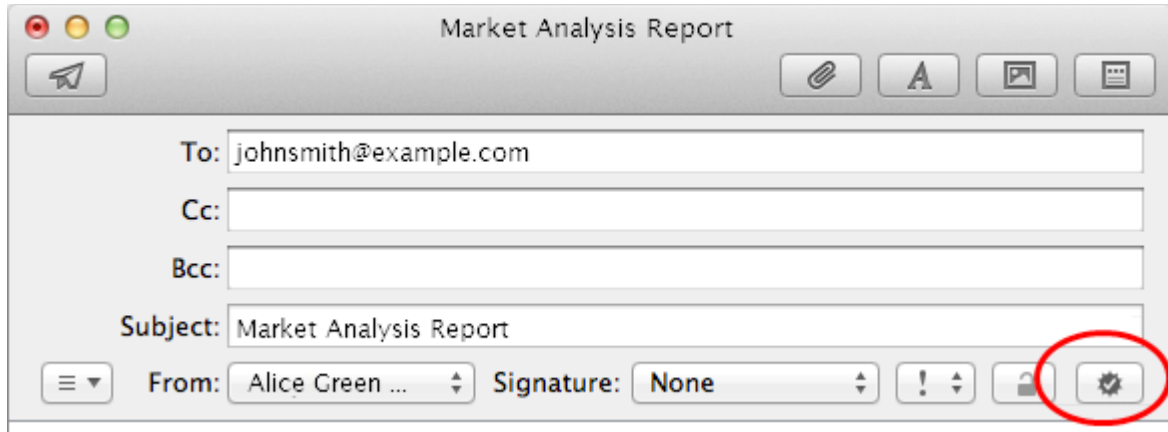 Market Analysis Report
To: johnsmith@example.com
Cc:
Bcc:
Subject: Market Analysis Report
From: Alice Green ... Signature: None !